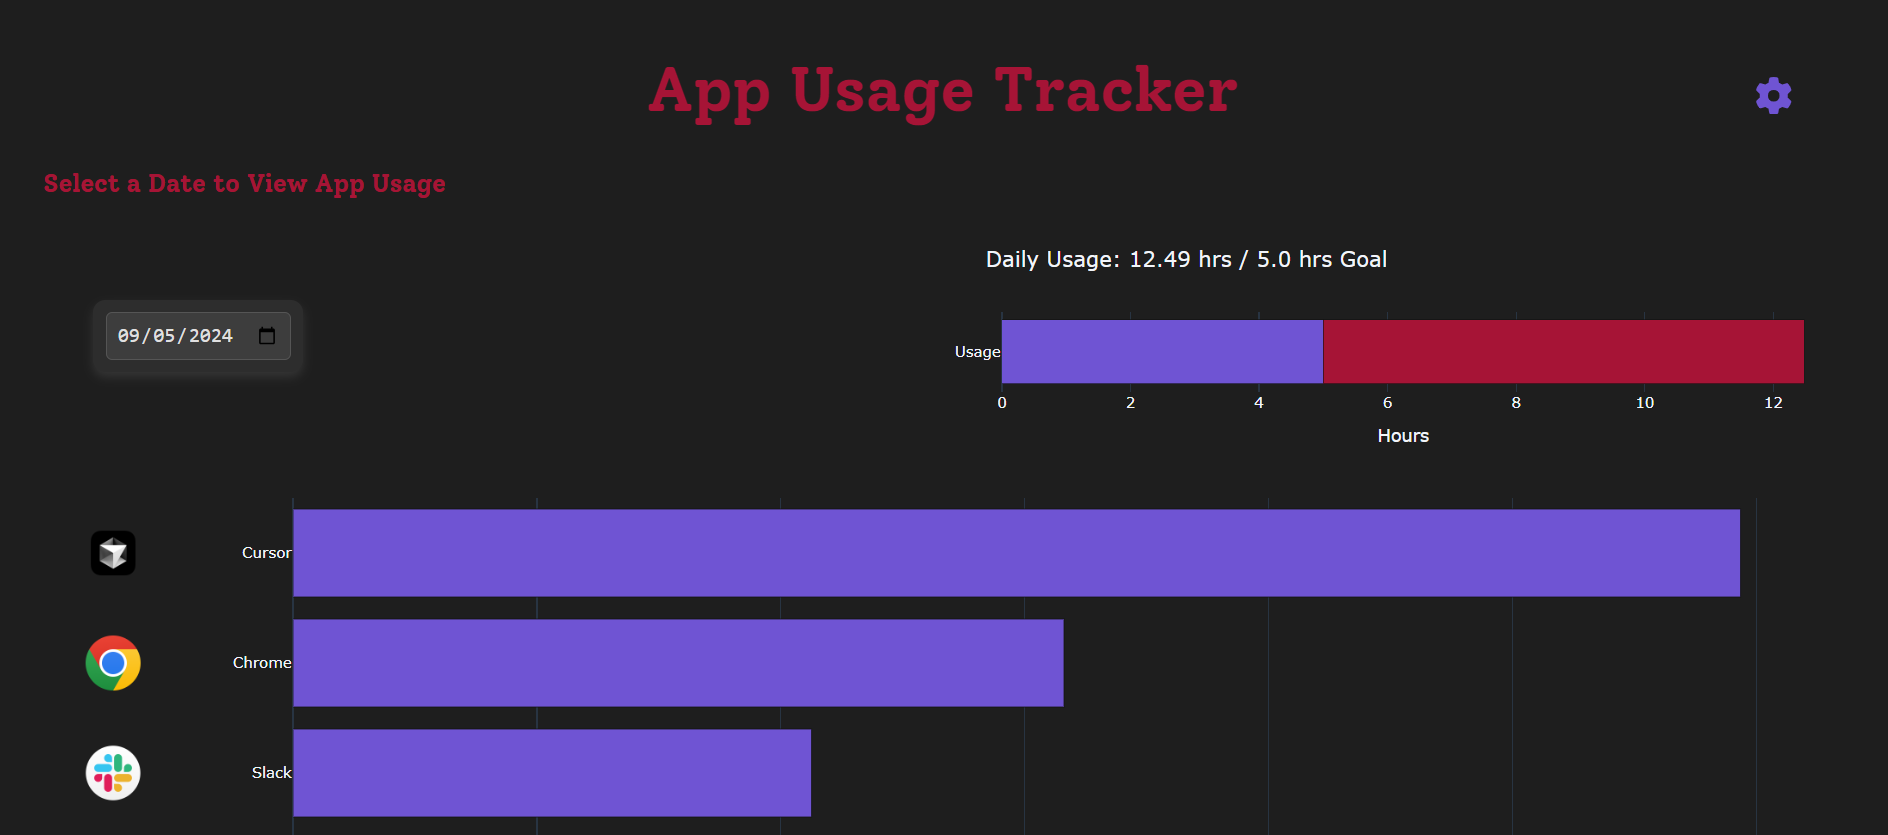 App Usage Tracker
Select a Date to View App Usage
Daily Usage: 12.49 hrs / 5.0 hrs Goal
09/05/2024
Usage
0 2 4 6 8 10 12
Hours
Cursor
Chrome
Slack